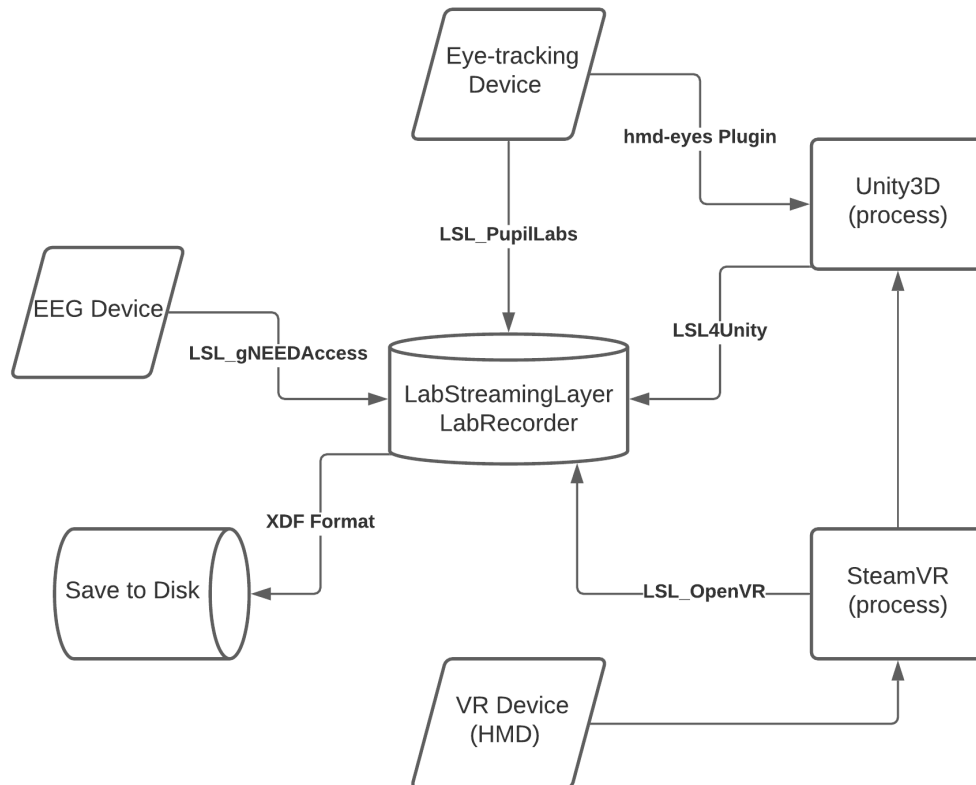 Eye-tracking
Device
hmd-eyes Plugin
Unity3D
(process)
LSL_PupilLabs
EEG Device
LSL_gNEEDAccess
LSL4Unity
LabStreamingLayer
LabRecorder
XDF Format
Save to Disk
LSL_OpenVR
SteamVR
(process)
VR Device
(HMD)